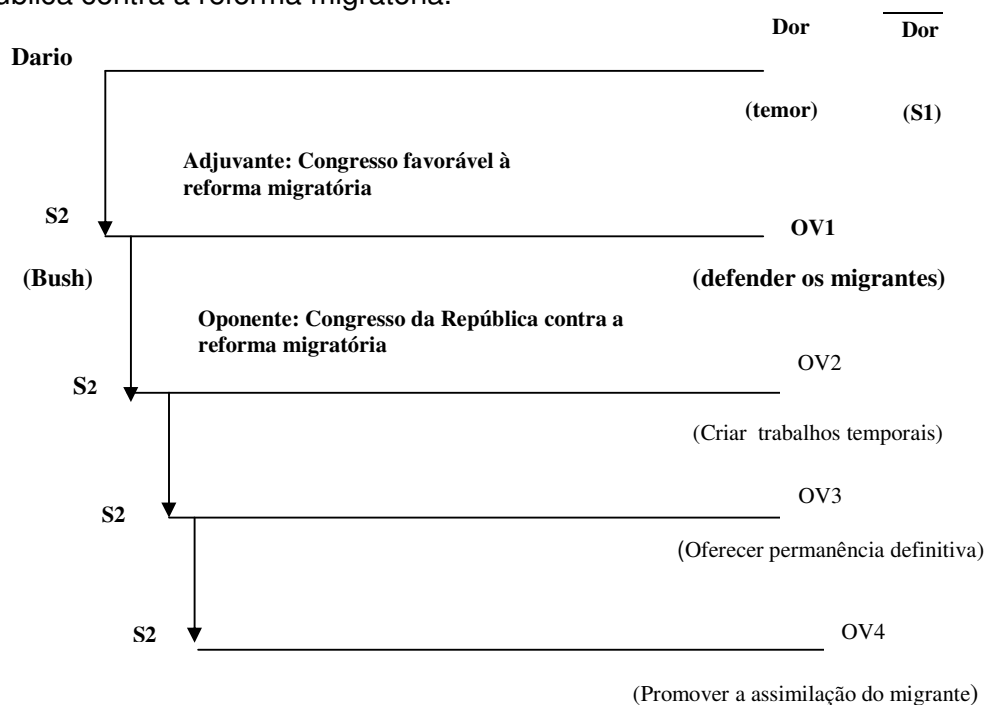 pública contra a reforma migratória.
Dor Dor
Dario
(temor) (S1)
Adjuvante: Congresso favorável à
reforma migratória
S2 OV1
(Bush) (defender os migrantes)
Oponente: Congresso da República contra a
reforma migratória
OV2
S2
(Criar trabalhos temporais)
OV3
S2
(Oferecer permanência definitiva)
S2 OV4
(Promover a assimilação do migrante)